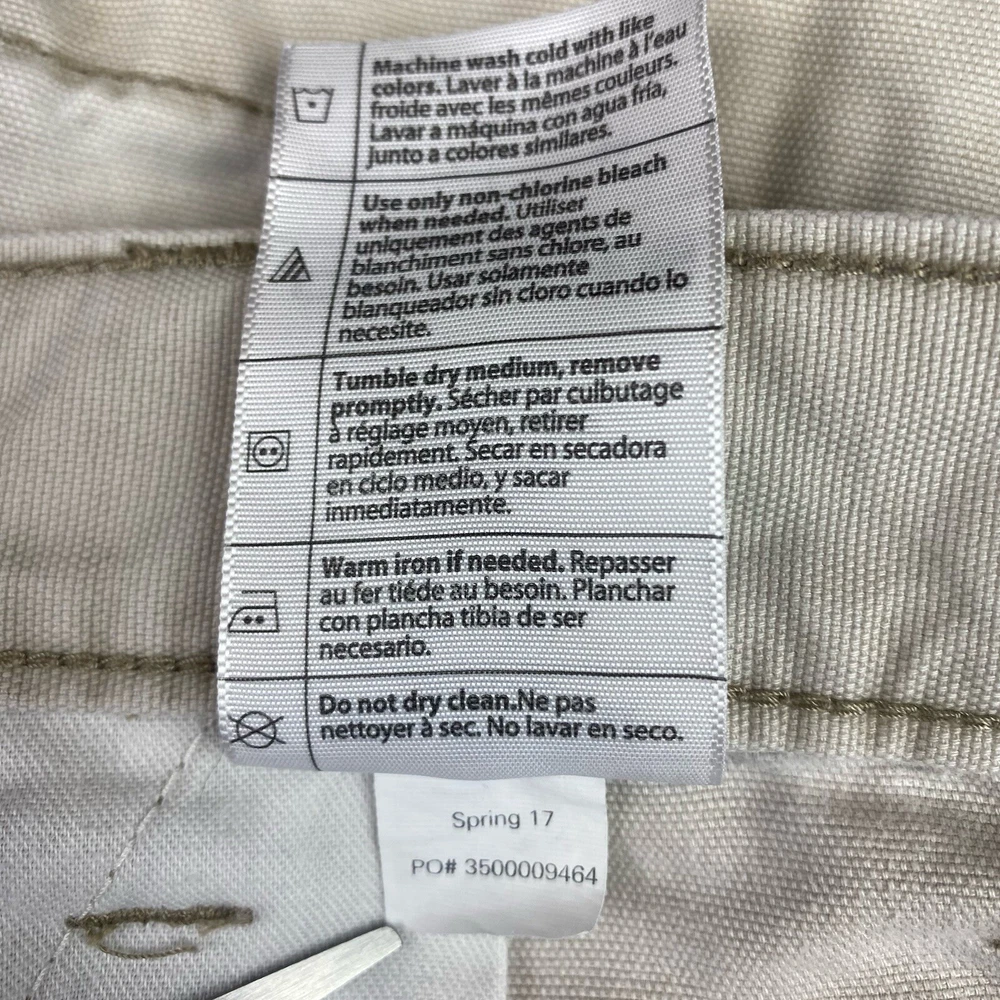 Machine wash cold with like
colors. Laver à la machine à l'eau
froide avec les mêmes couleurs.
Lavar a máquina con agua fría,
Junto a colores similares.
Use only non-chlorine bleach
when needed. Utiliser
uniquement des agents de
blanchiment sans chlore, au
besoin. Usar solamente
blanqueador sin cloro cuando lo
necesite.
Tumble dry medium, remove
promptly. Sécher par culbutage
à réglage moyen, retirer
rapidement. Secar en secadora
en ciclo medio, y sacar
inmediatamente.
Warm iron if needed. Repasser
au fer tiéde au besoin. Planchar
con plancha tibia de ser
necesario.
Do not dry clean.Ne pas
nettoyer à sec. No lavar en seco.
Spring 17
PO# 3500009464